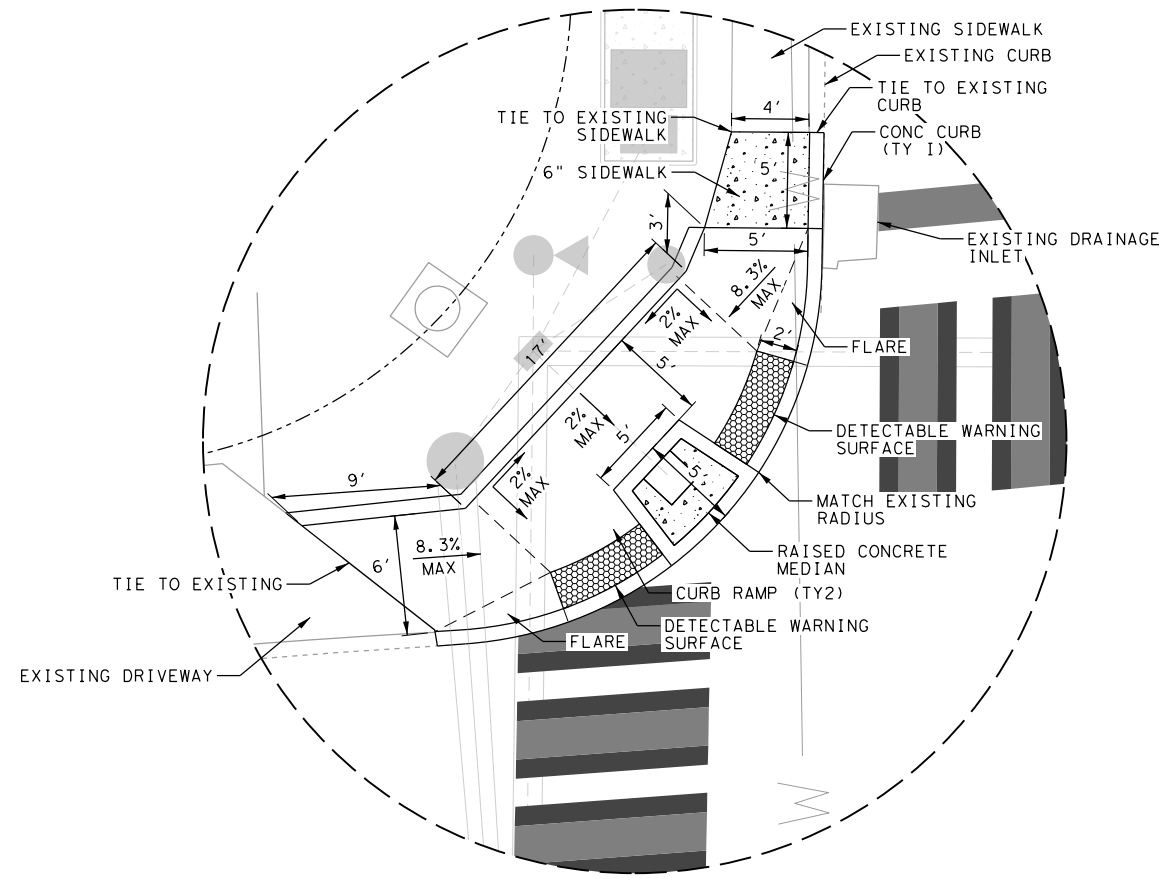 EXISTING SIDEWALK
EXISTING CURB
TIE TO EXISTING
CURB
4'
TIE TO EXISTING
SIDEWALK
CONC CURB
(TY I)
5'
6" SIDEWALK
3'
5'
EXISTING DRAINAGE
INLET
8.3%
MAX
2%
MAX
2'
FLARE
17'
5'
2%
MAX
5'
DETECTABLE WARNING
SURFACE
5'
2%
MAX
9'
MATCH EXISTING
RADIUS
8.3%
MAX
6'
RAISED CONCRETE
MEDIAN
TIE TO EXISTING
CURB RAMP (TY2)
DETECTABLE WARNING
SURFACE
FLARE
EXISTING DRIVEWAY